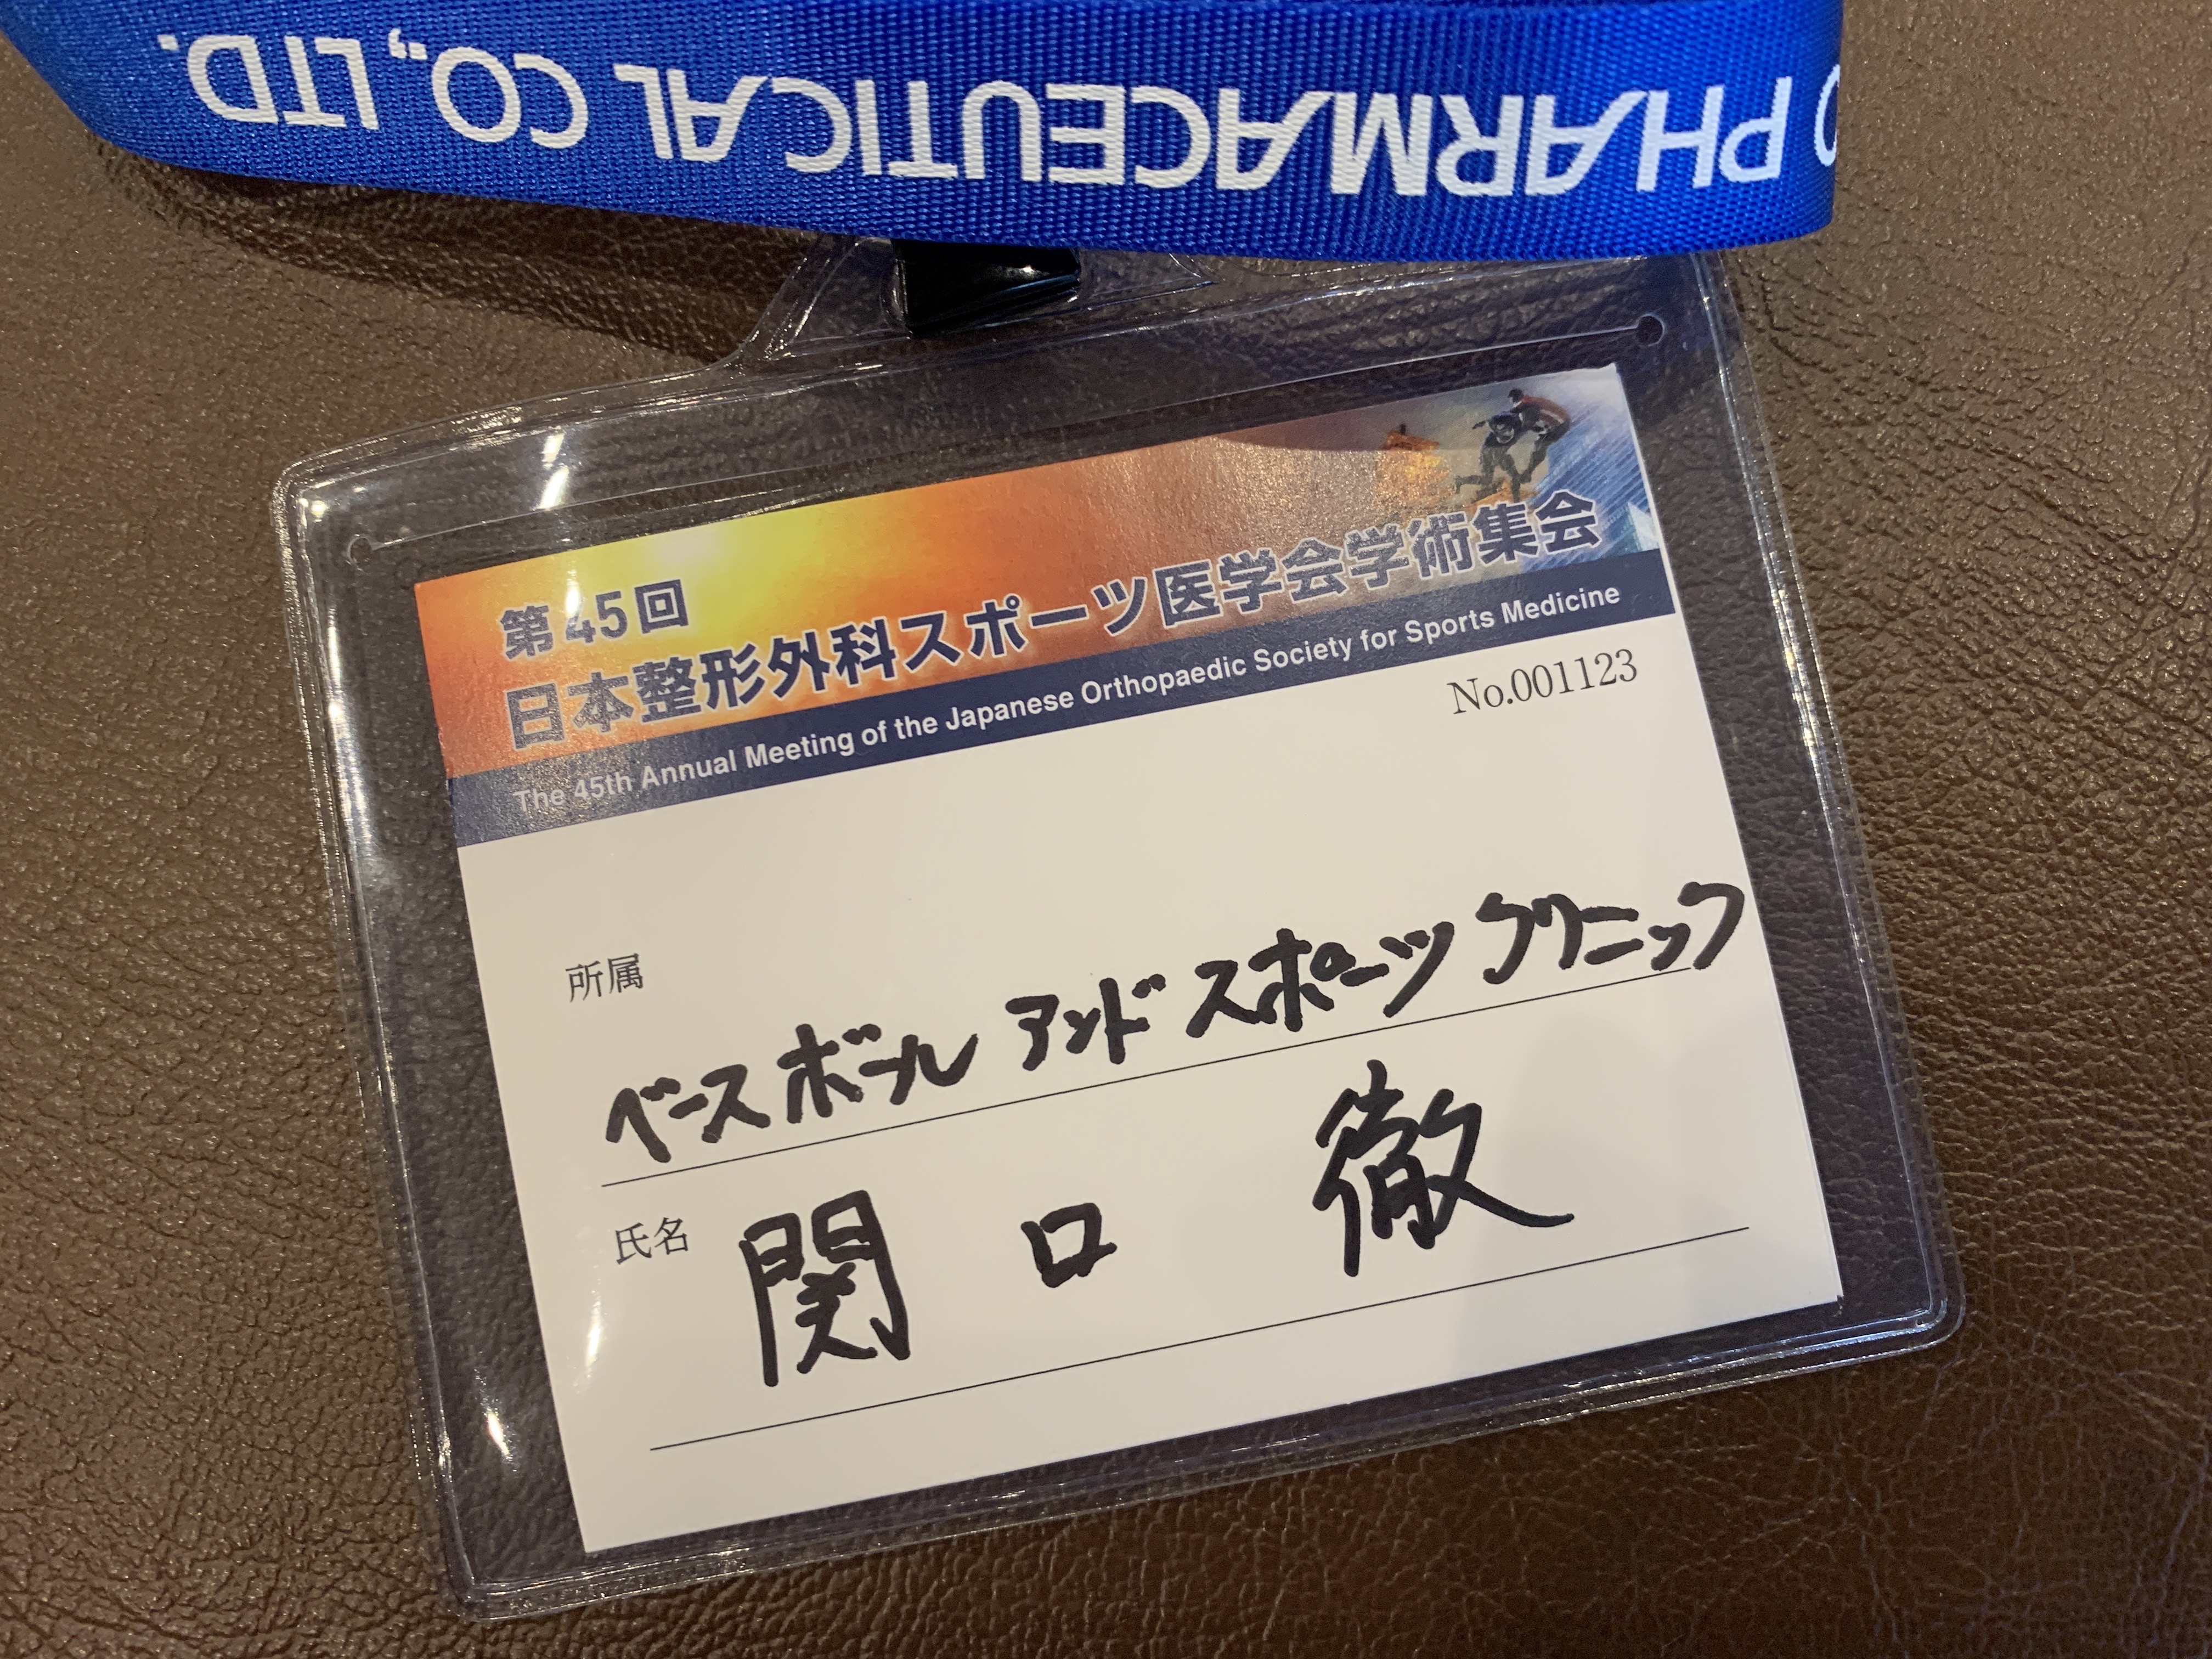 PHARMACEUTICAL CO.,LTD.
第45回
日本整形外科スポーツ医学会学術集会
The 45th Annual Meeting of the Japanese Orthopaedic Society for Sports Medicine
No.001123
所属
ベースボール アンド スポーツ クリニック
氏名 関口 徹